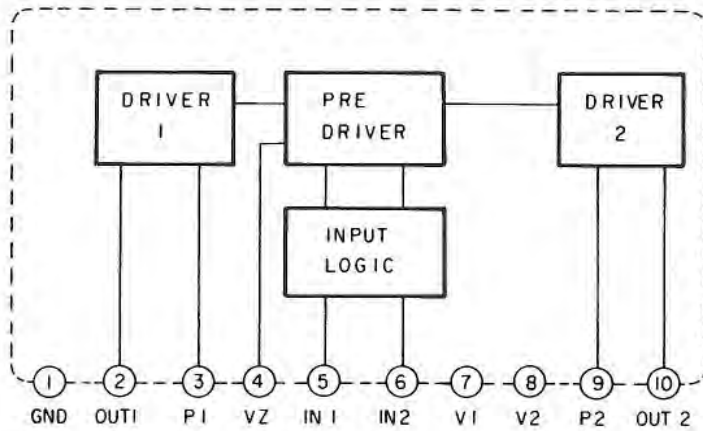 DRIVER
1
PRE
DRIVER
DRIVER
2
INPUT
LOGIC
1 2 3 4 5 6 7 8 9 10
GND OUT1 P1 VZ IN1 IN2 V1 V2 P2 OUT2